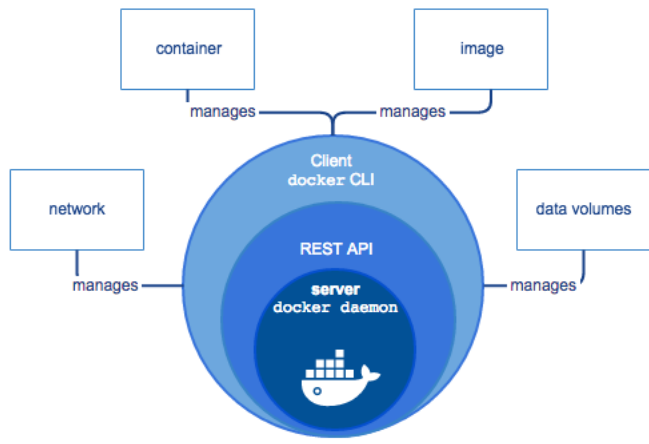 container
image
manages
manages
Client
docker CLI
network
data volumes
REST API
manages
server
manages
docker daemon